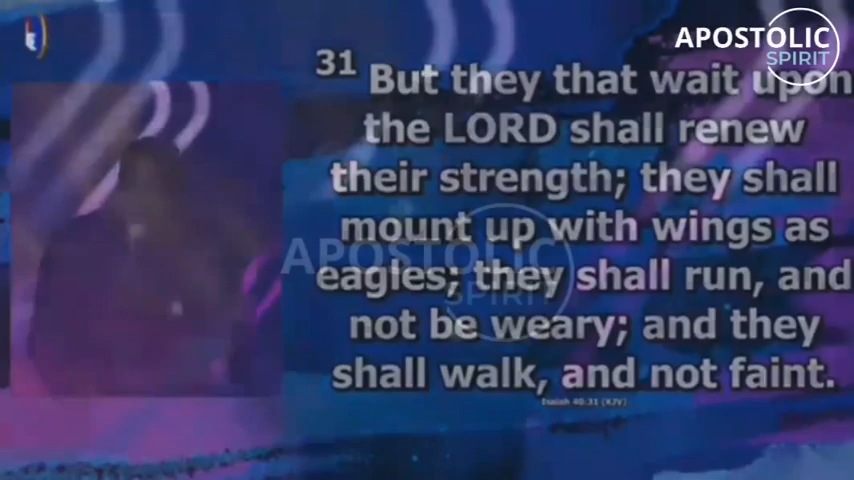 APOSTOLIC
SPIRIT
31 But they that wait upon
the LORD shall renew
their strength; they shall
mount up with wings as
APOSTOLIC
eagles; they shall run, and
SPIRIT
not be weary; and they
shall walk, and not faint.
Isaiah 40:31 (KJV)